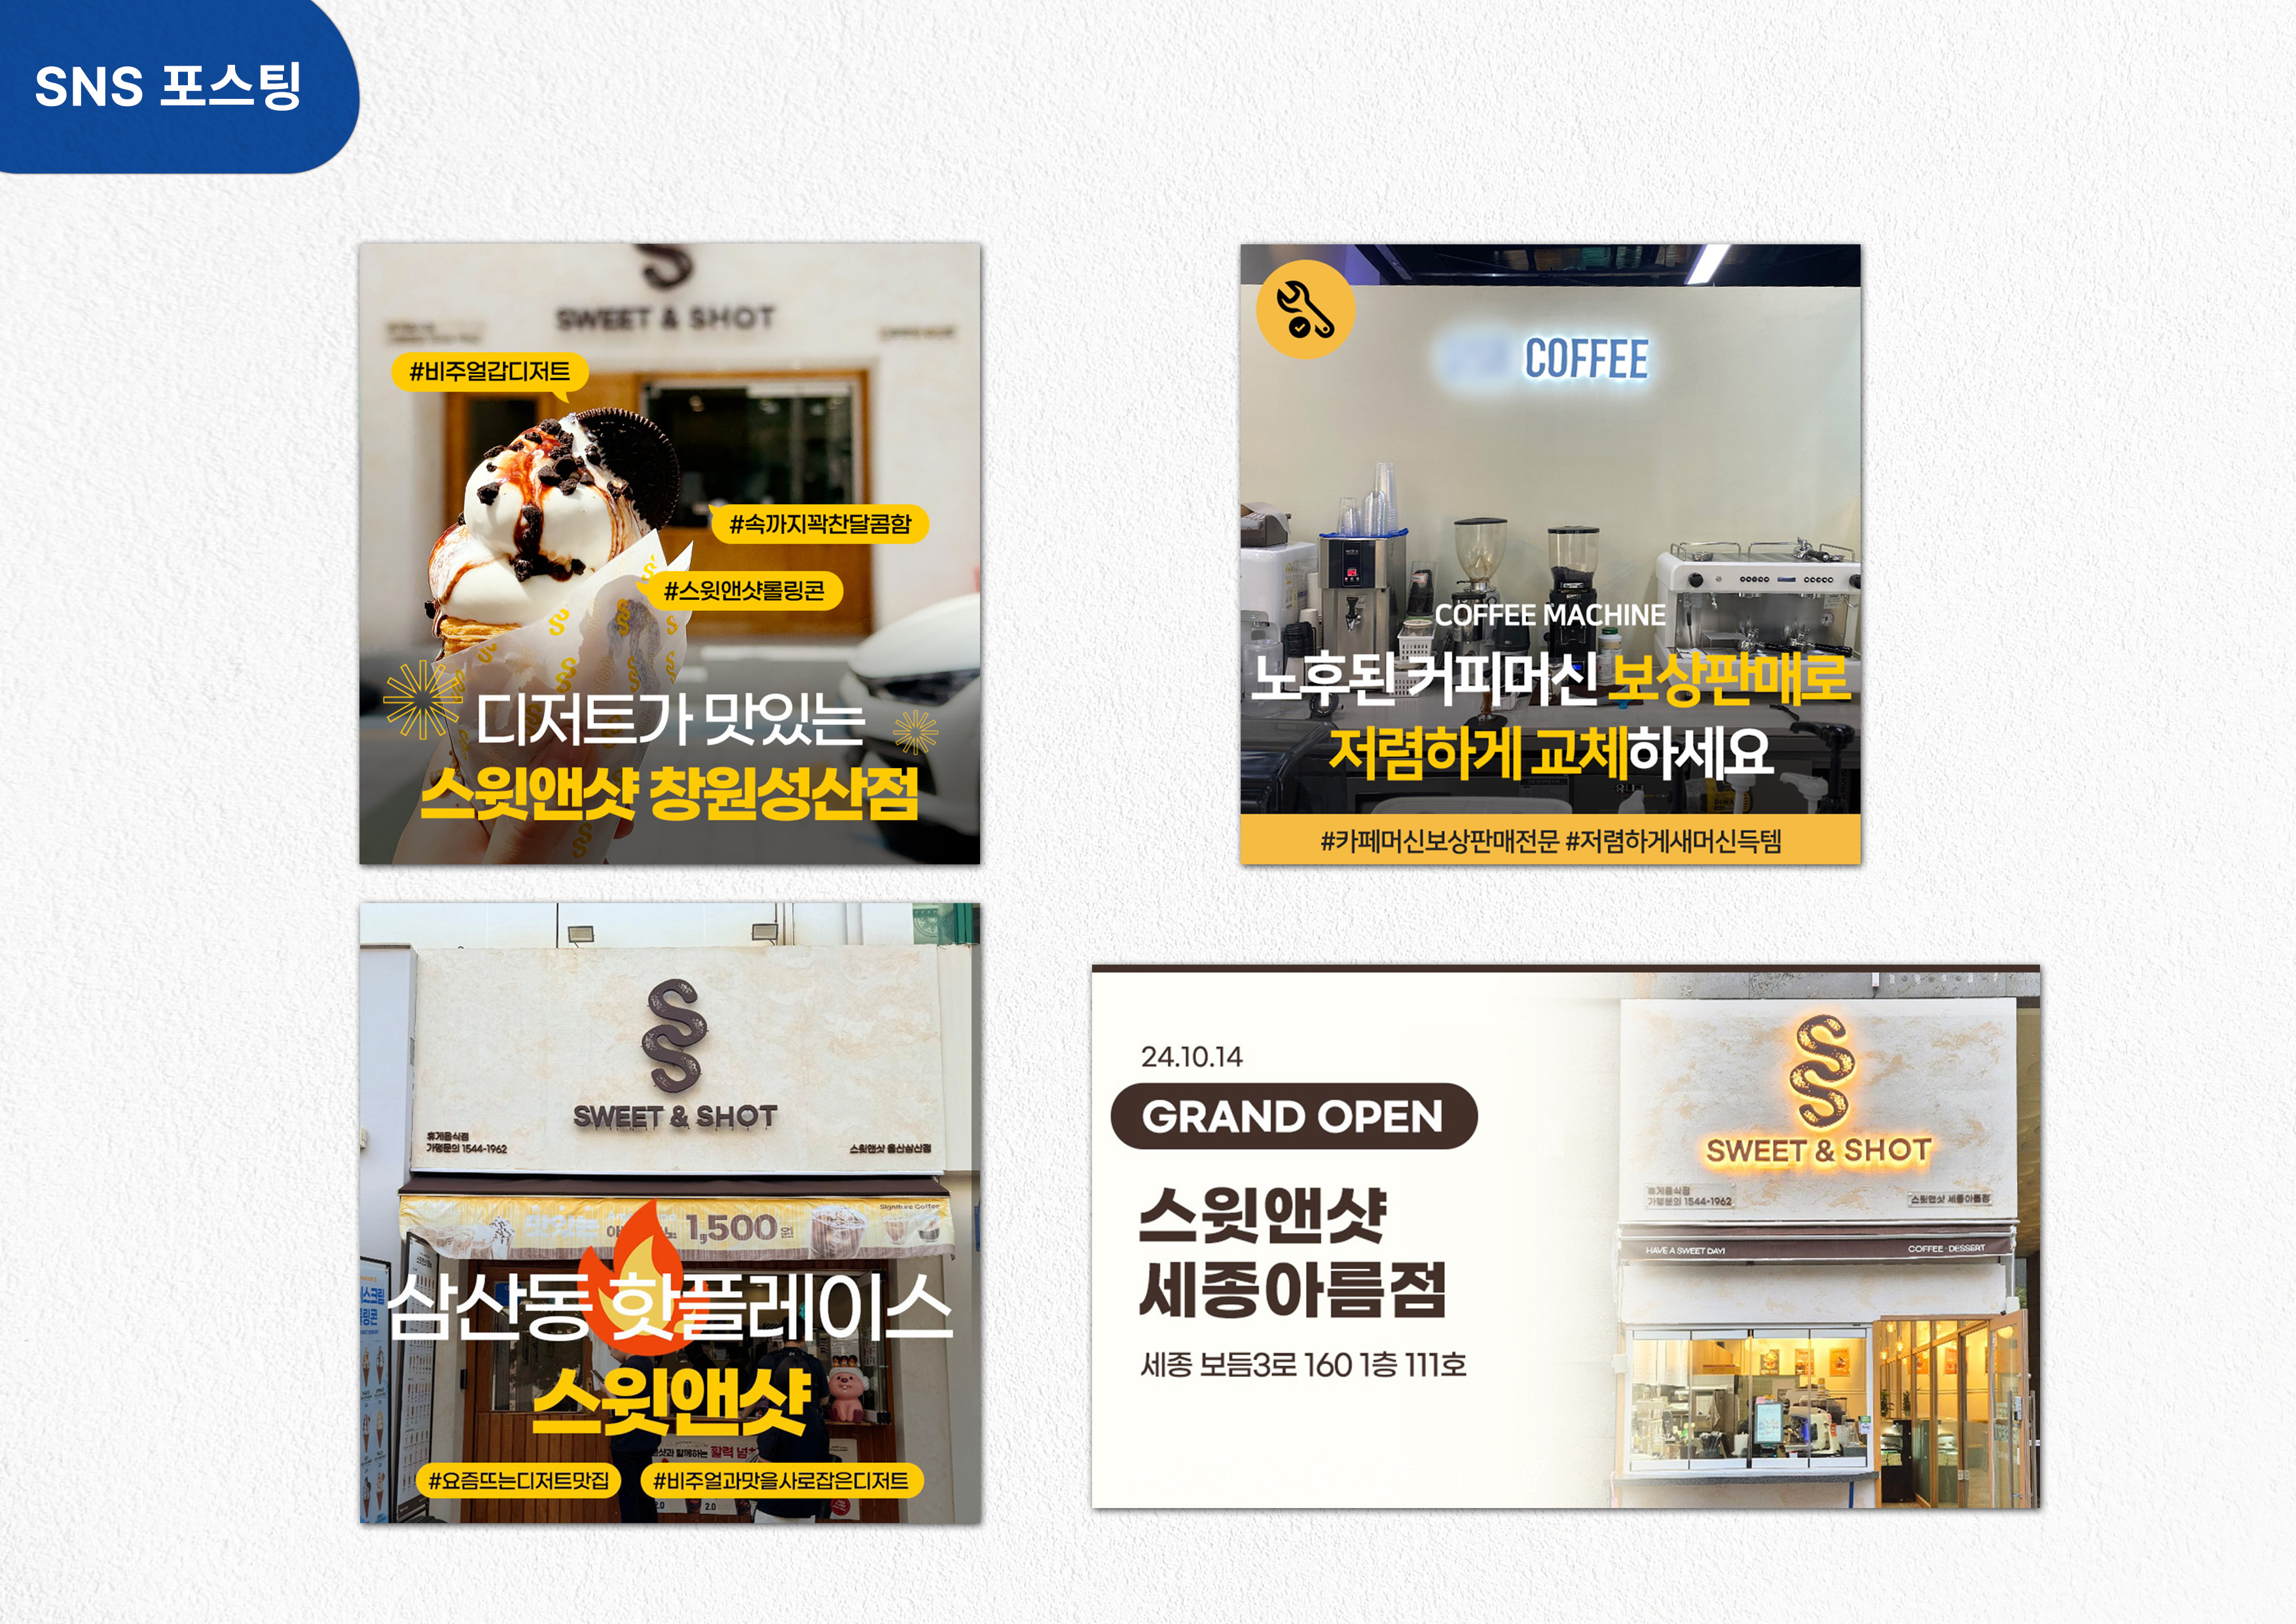 SNS 포스팅
SWEET & SHOT
#비주얼갑디저트
#속까지꽉찬달콤함
#스윗앤샷롤링콘
디저트가 맛있는
스윗앤샷 창원성산점
COFFEE
COFFEE MACHINE
노후된 커피머신 보상판매로
저렴하게 교체하세요
#카페머신보상판매전문 #저렴하게새머신득템
SWEET & SHOT
휴게음식점
가맹문의 1544-1962
스윗앤샷 울산삼산점
Signiture Coffee
1,500원
삼산동 핫플레이스
스윗앤샷
#요즘뜨는디저트맛집
#비주얼과맛을사로잡은디저트
24.10.14
GRAND OPEN
스윗앤샷
세종아름점
세종 보듬3로 160 1층 111호
SWEET & SHOT
휴게음식점
가맹문의 1544-1962
스윗앤샷 세종아름점
HAVE A SWEET DAY!
COFFEE · DESSERT